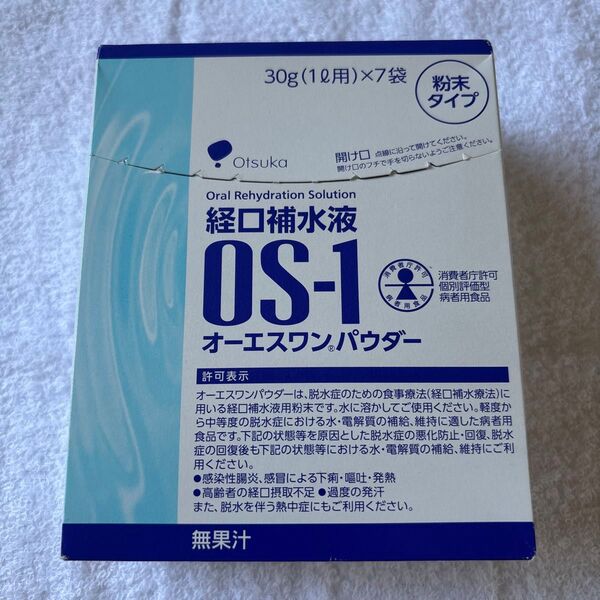 30g(1ℓ用)×7袋
粉末
タイプ
Otsuka
開け口 点線に沿って開けてください。
開け口のフチで手を切らないようご注意ください。
Oral Rehydration Solution
経口補水液
OS-1
オーエスワン®パウダー
消費者庁許可
病者用食品
消費者庁許可
個別評価型
病者用食品
許可表示
オーエスワンパウダーは、脱水症のための食事療法(経口補水療法)に
用いる経口補水液用粉末です。水に溶かしてご使用ください。軽度から
中等度の脱水症における水・電解質の補給、維持に適した病者用
食品です。下記の状態等を原因とした脱水症の悪化防止・回復、脱水
症の回復後も下記の状態等における水・電解質の補給、維持にご利
用ください。
●感染性腸炎、感冒による下痢・嘔吐・発熱
●高齢者の経口摂取不足 ●過度の発汗
また、脱水を伴う熱中症にもご利用ください。
無果汁